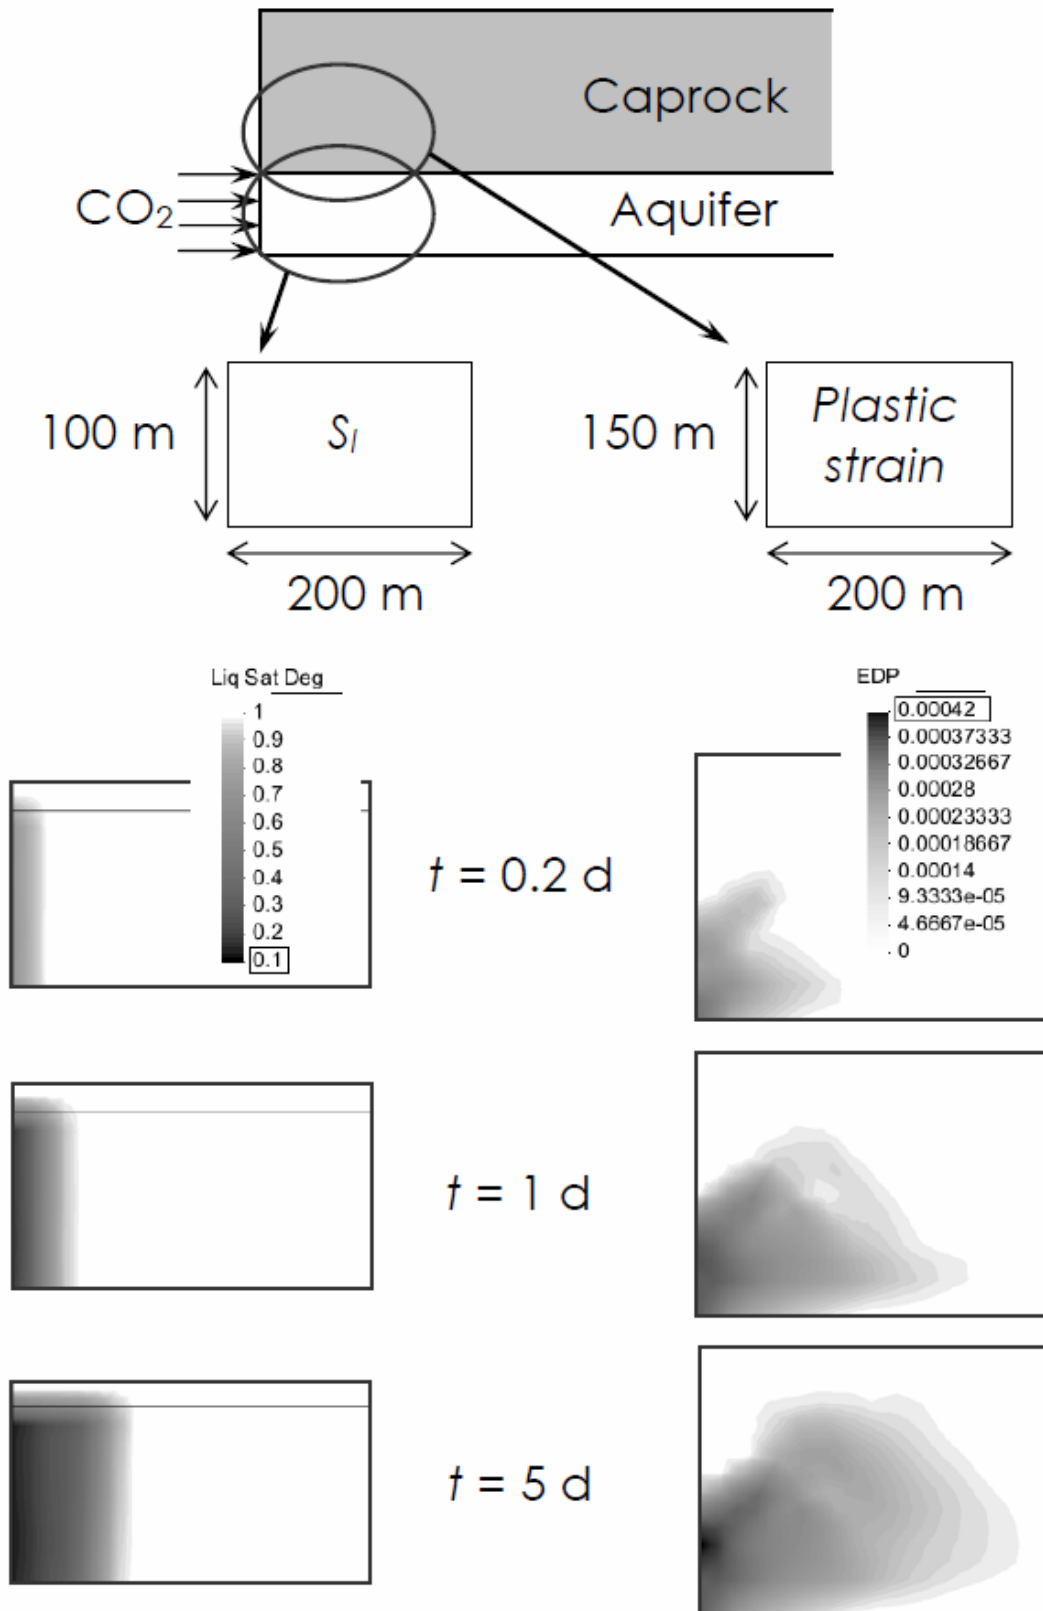 Caprock
CO₂
Aquifer
100 m
Sₗ
200 m
150 m
Plastic
strain
200 m
Liq Sat Deg
1
0.9
0.8
0.7
0.6
0.5
0.4
0.3
0.2
0.1
t = 0.2 d
EDP
0.00042
0.00037333
0.00032667
0.00028
0.00023333
0.00018667
0.00014
9.3333e-05
4.6667e-05
0
t = 1 d
t = 5 d